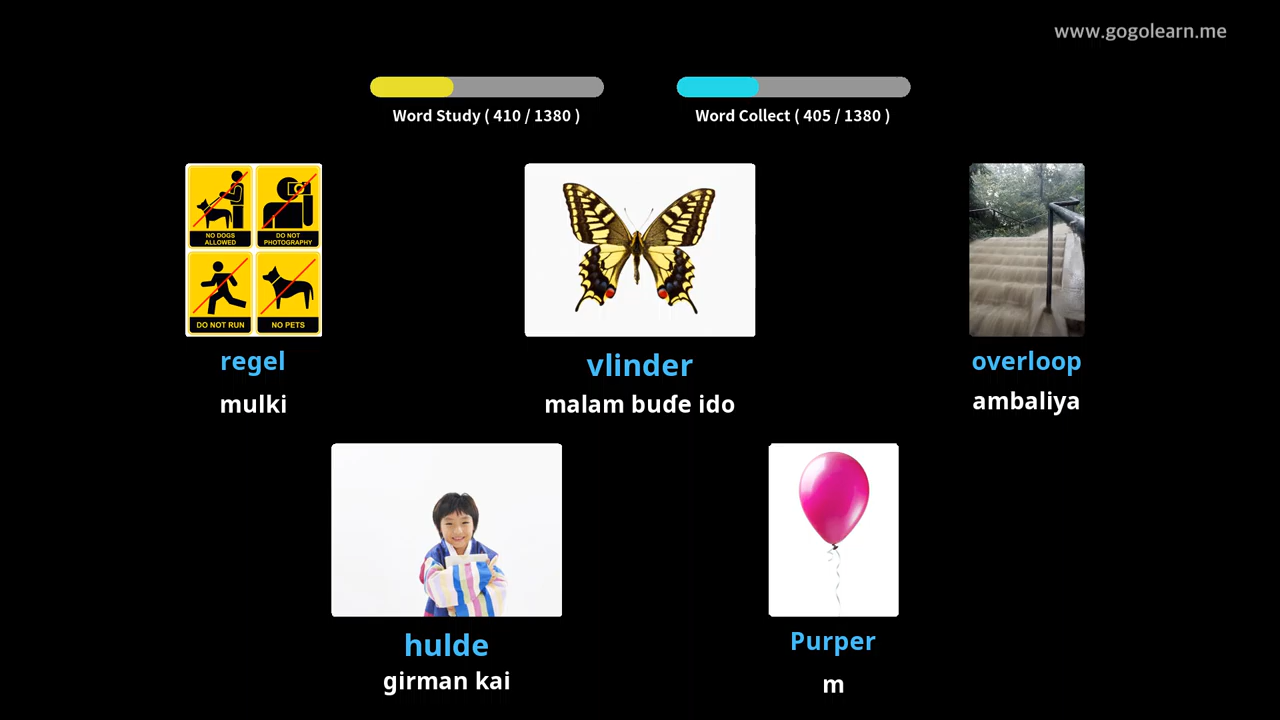 www.gogolearn.me
Word Study ( 410 / 1380 )
Word Collect ( 405 / 1380 )
NO DOGS
ALLOWED
DO NOT
PHOTOGRAPHY
DO NOT RUN
NO PETS
regel
mulki
vlinder
malam buɗe ido
overloop
ambaliya
hulde
girman kai
Purper
m